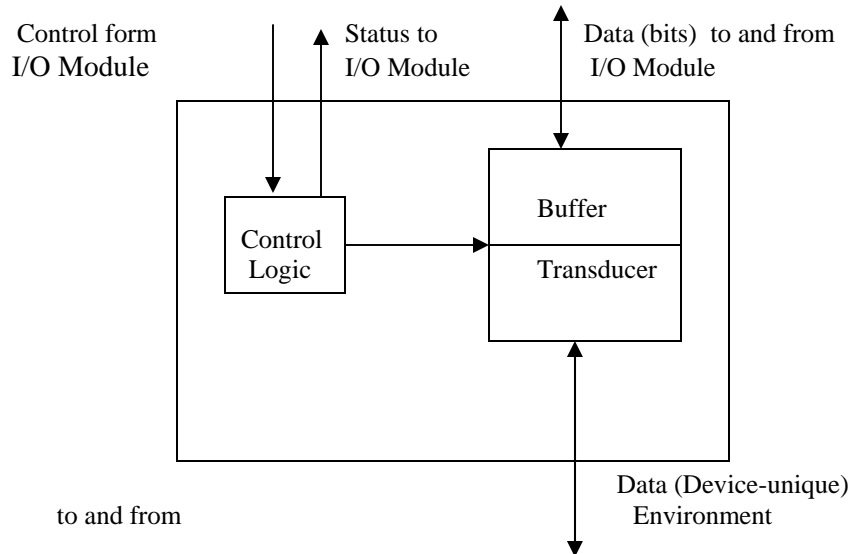 Control form
I/O Module
Status to
I/O Module
Data (bits) to and from
I/O Module
Buffer
Control
Logic
Transducer
Data (Device-unique)
to and from
Environment